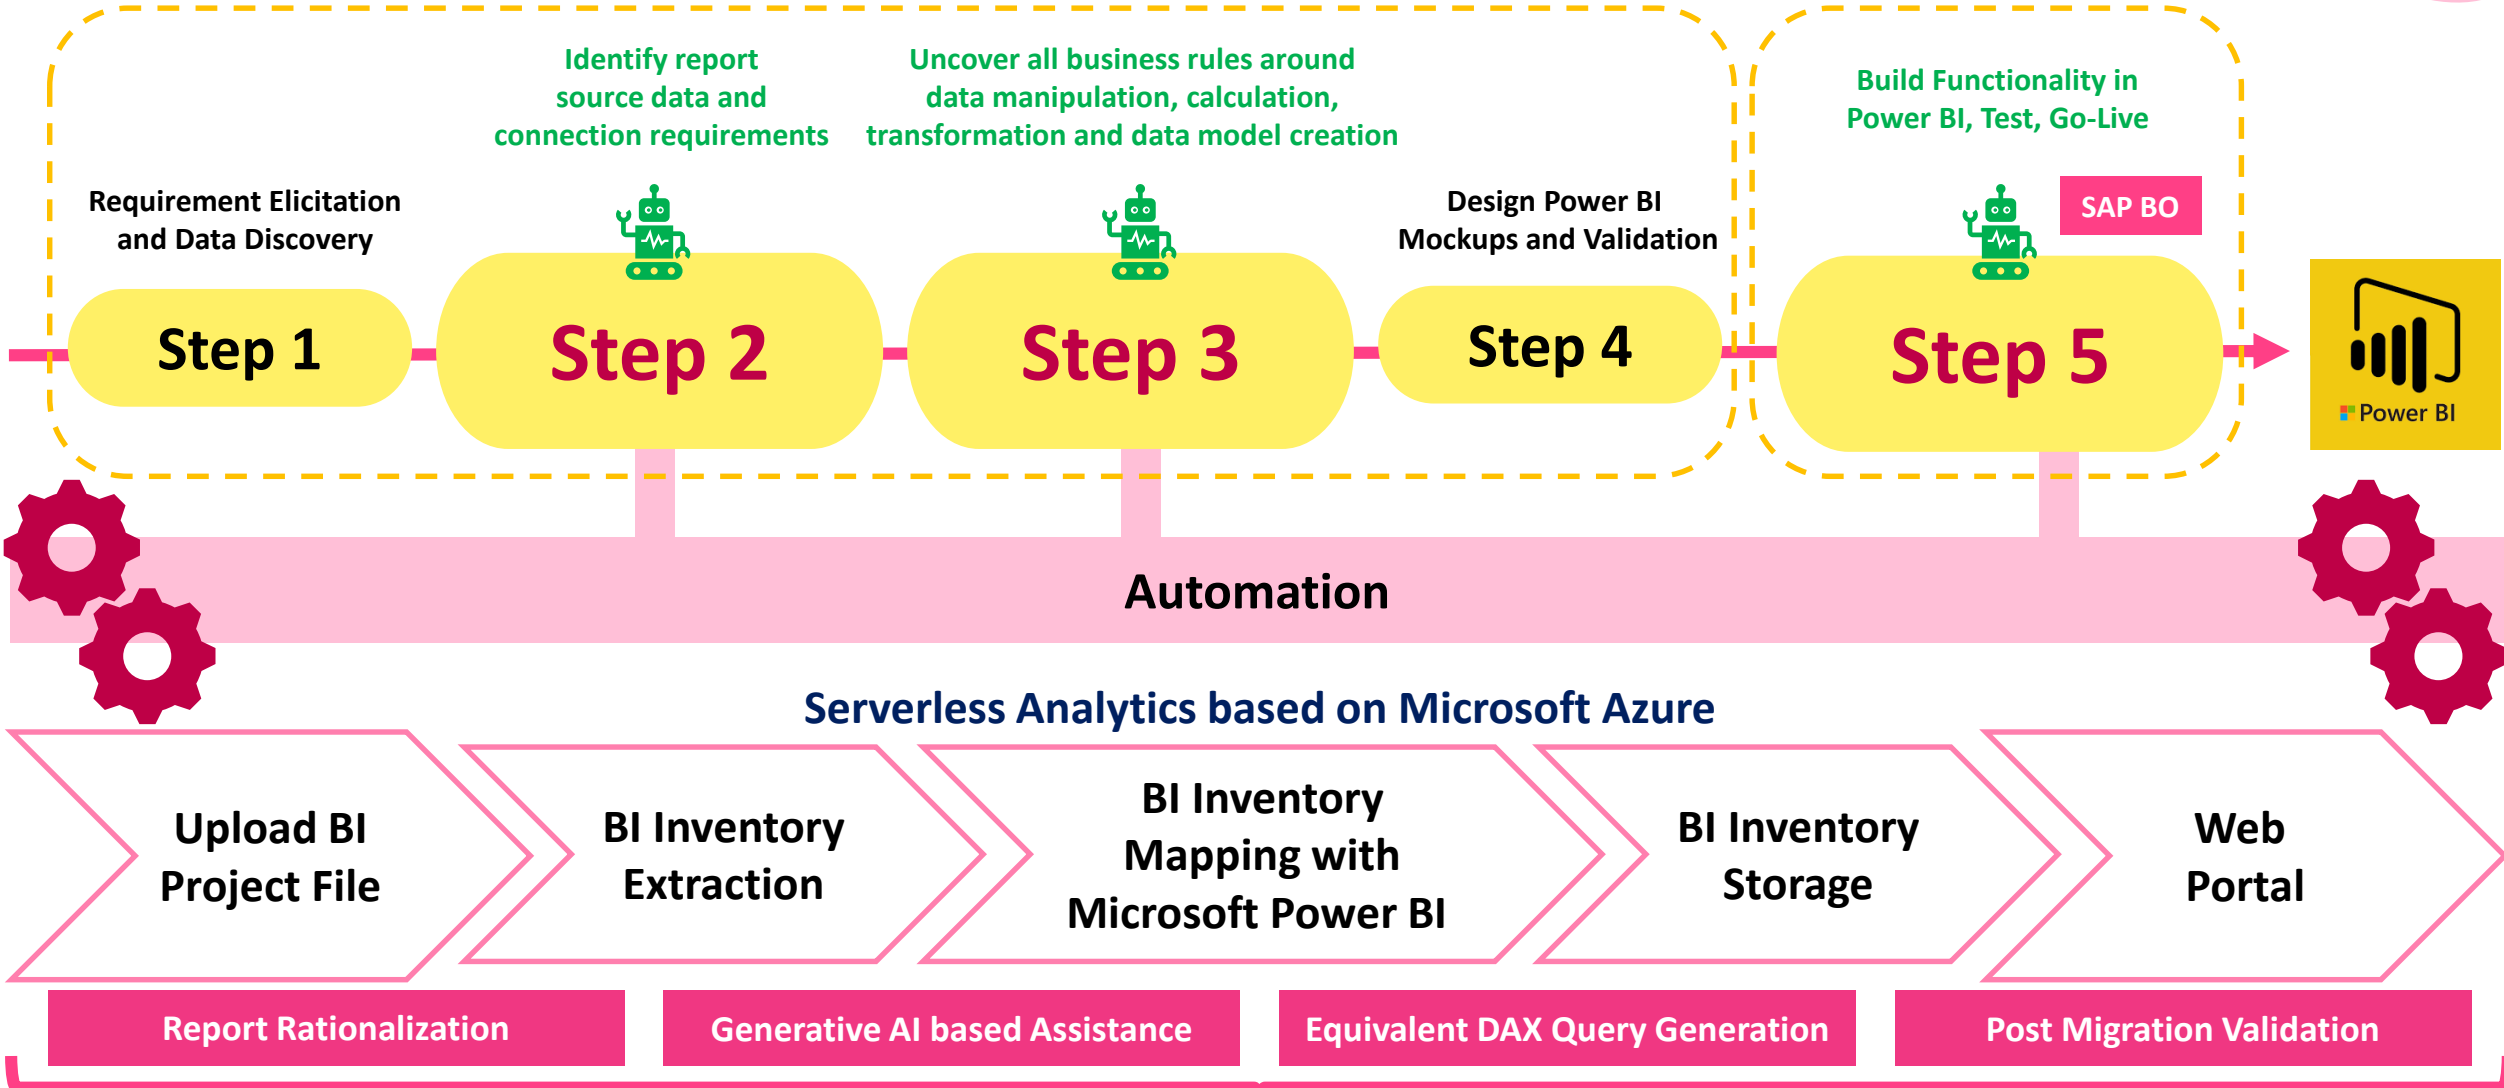 Identify report
source data and
connection requirements
Uncover all business rules around
data manipulation, calculation,
transformation and data model creation
Build Functionality in
Power BI, Test, Go-Live
Requirement Elicitation
and Data Discovery
Design Power BI
Mockups and Validation
SAP BO
Step 1
Step 2
Step 3
Step 4
Step 5
Power BI
Automation
Serverless Analytics based on Microsoft Azure
Upload BI
Project File
BI Inventory
Extraction
BI Inventory
Mapping with
Microsoft Power BI
BI Inventory
Storage
Web
Portal
Report Rationalization
Generative AI based Assistance
Equivalent DAX Query Generation
Post Migration Validation